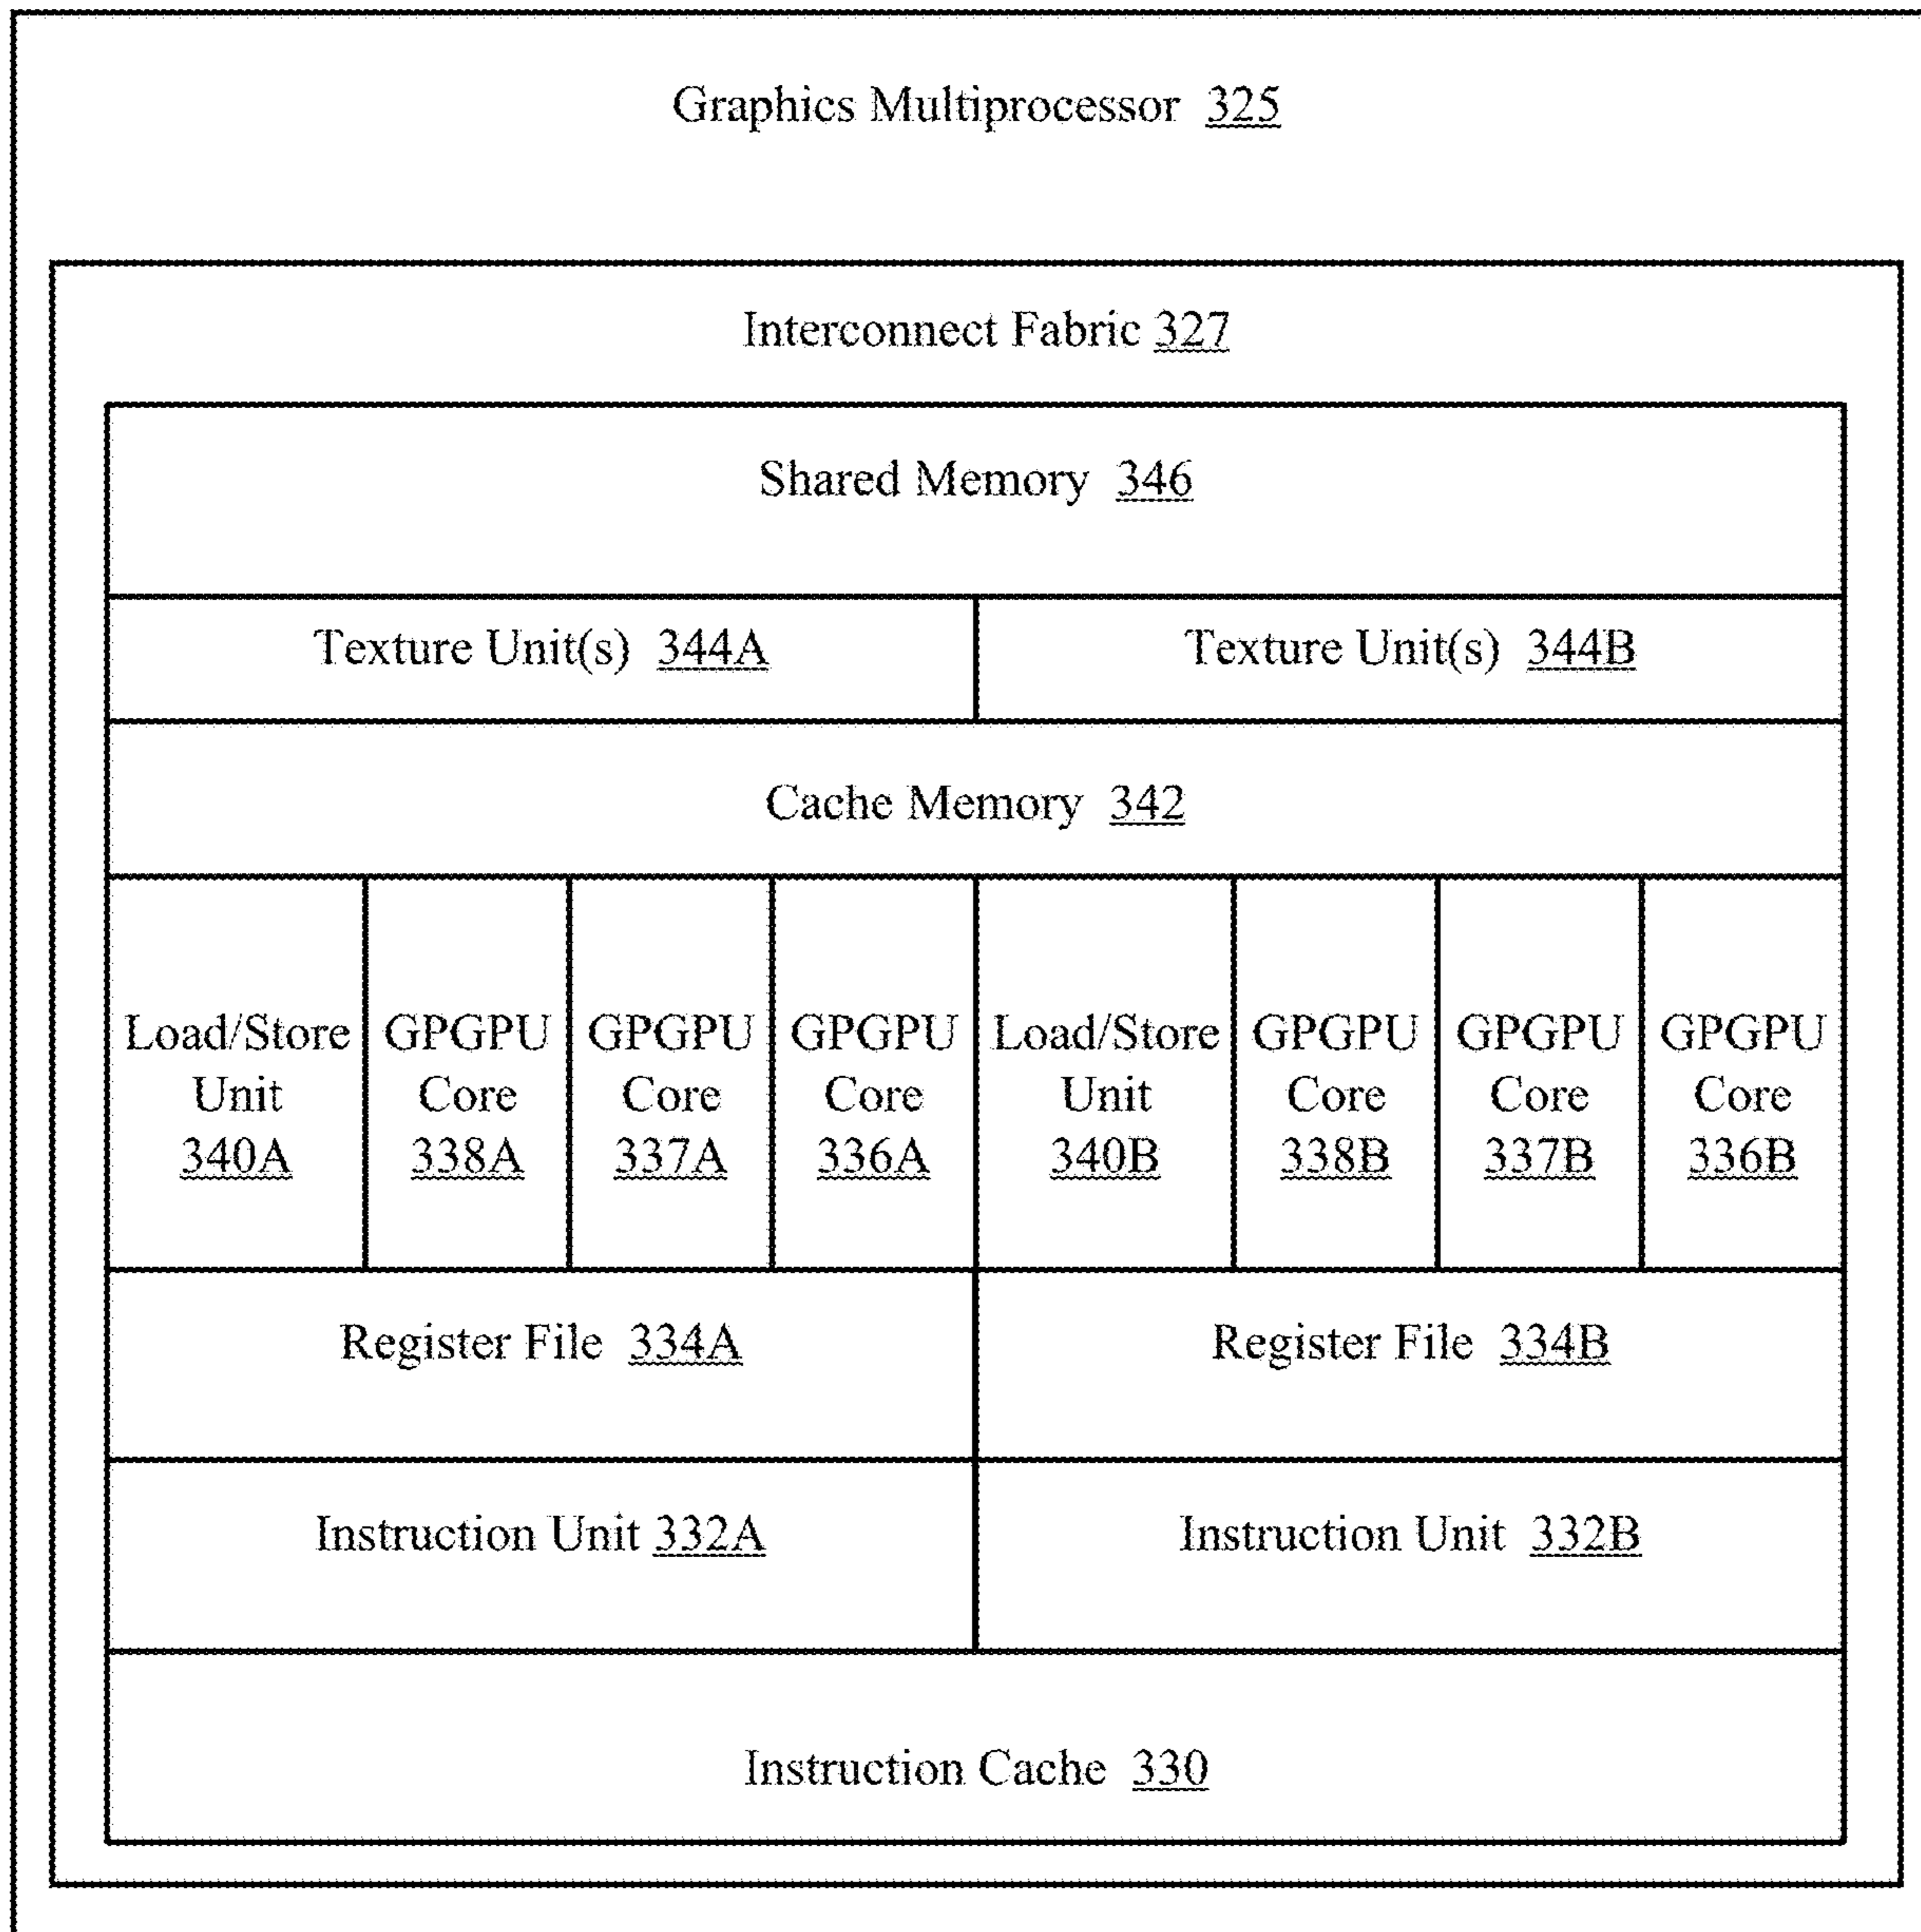 Graphics Multiprocessor 325
Interconnect Fabric 327
Shared Memory 346
Texture Unit(s) 344A
Texture Unit(s) 344B
Cache Memory 342
Load/Store
Unit
340A
GPGPU
Core
338A
GPGPU
Core
337A
GPGPU
Core
336A
Load/Store
Unit
340B
GPGPU
Core
338B
GPGPU
Core
337B
GPGPU
Core
336B
Register File 334A
Register File 334B
Instruction Unit 332A
Instruction Unit 332B
Instruction Cache 330